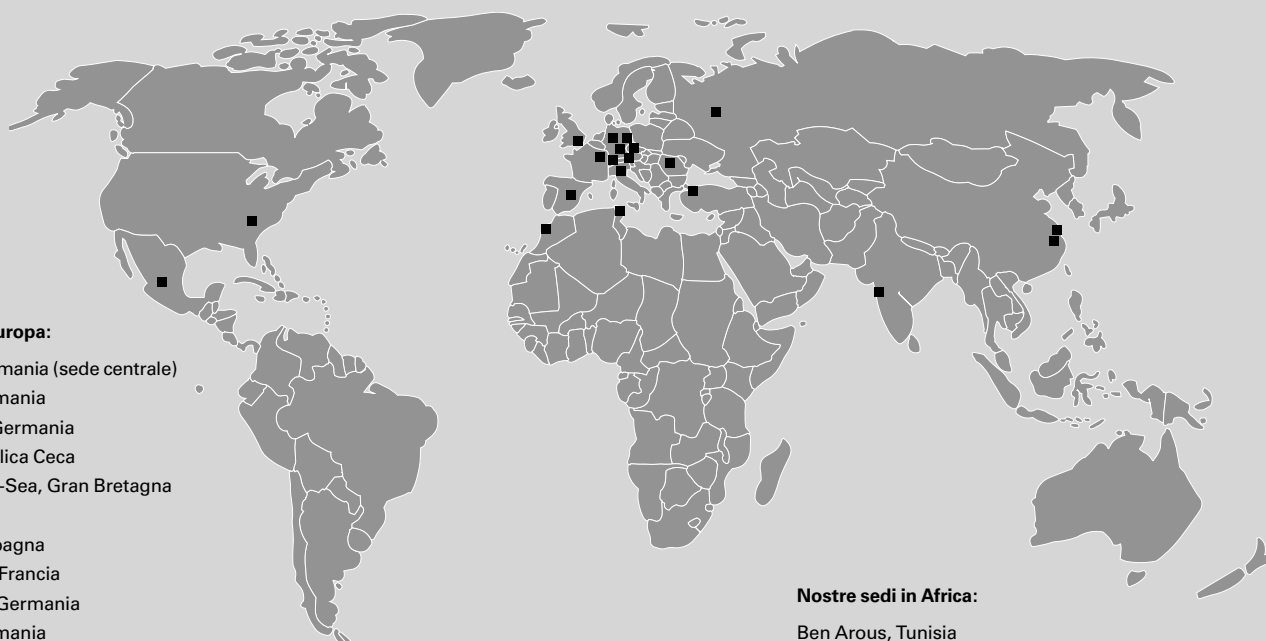 uropa:
mania (sede centrale)
mania
Germania
lica Ceca
-Sea, Gran Bretagna
pagna
Francia
Germania
mania
Nostre sedi in Africa:
Ben Arous, Tunisia